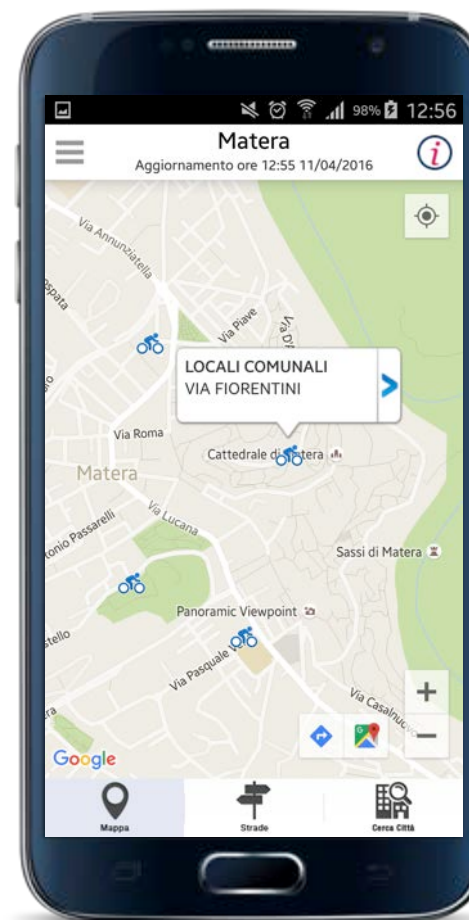 98% 12:56
Matera
Aggiornamento ore 12:55 11/04/2016
i
Via Annunziatella
Via Piave
LOCALI COMUNALI
VIA FIORENTINI
Via Roma
Cattedrale di Matera
Matera
Via Lucana
Sassi di Matera
Panoramic Viewpoint
Via Pasquale
Via Casalnuovo
+
−
Google
Mappa
Strade
Cerca Città